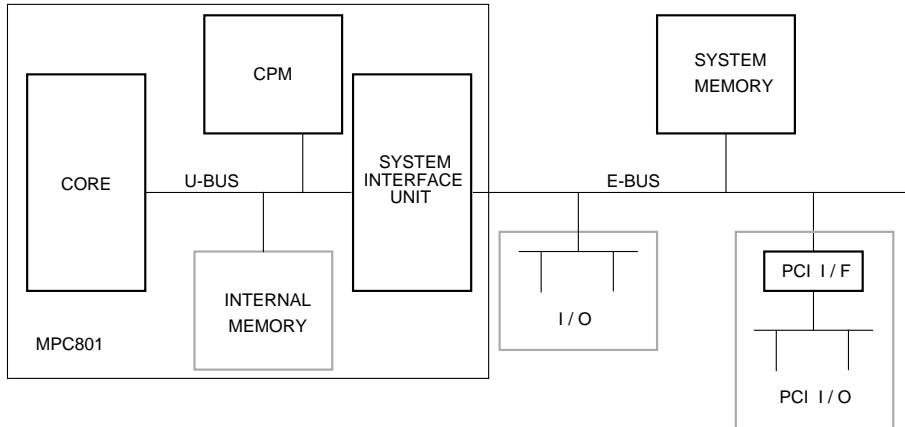 CPM
SYSTEM
MEMORY
CORE
U-BUS
SYSTEM
INTERFACE
UNIT
E-BUS
INTERNAL
MEMORY
I / O
PCI I / F
MPC801
PCI I / O